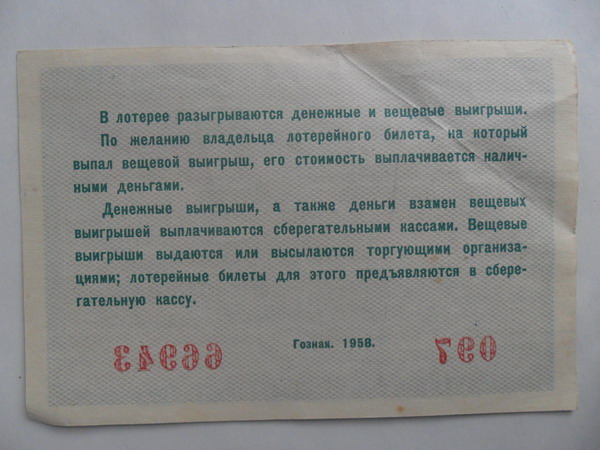 В лотерее разыгрываются денежные и вещевые выигрыши.
По желанию владельца лотерейного билета, на который
выпал вещевой выигрыш, его стоимость выплачивается налич-
ными деньгами.
Денежные выигрыши, а также деньги взамен вещевых
выигрышей выплачиваются сберегательными кассами. Вещевые
выигрыши выдаются или высылаются торгующими организа-
циями; лотерейные билеты для этого предъявляются в сбере-
гательную кассу.
66943 Гознак. 1958. 097